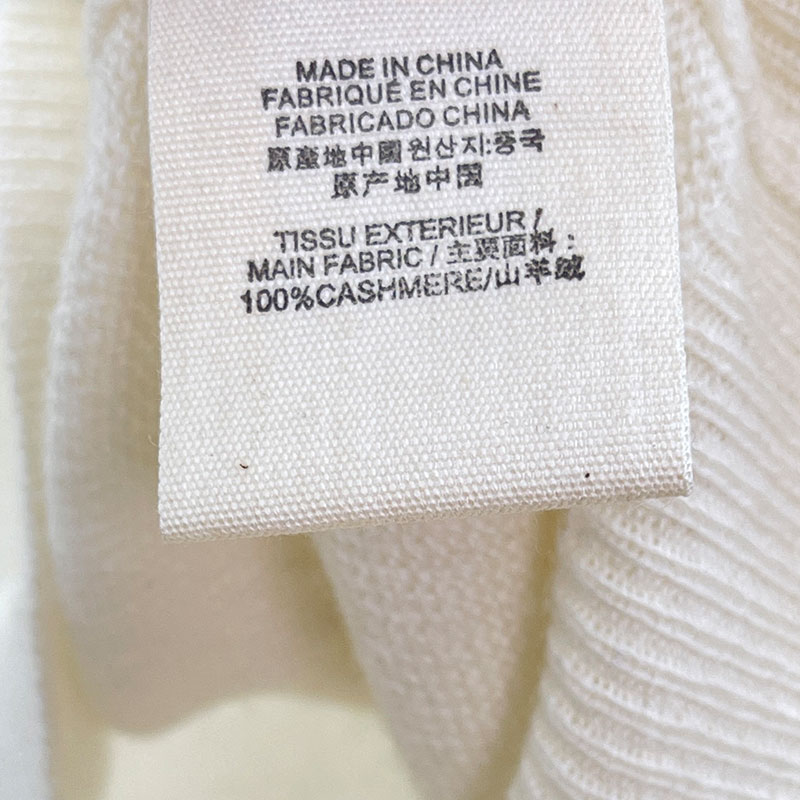 MADE IN CHINA
FABRIQUÉ EN CHINE
FABRICADO CHINA
原產地中國 원산지:중국
原产地中国
TISSU EXTERIEUR /
MAIN FABRIC / 主要面料 :
100%CASHMERE/山羊绒